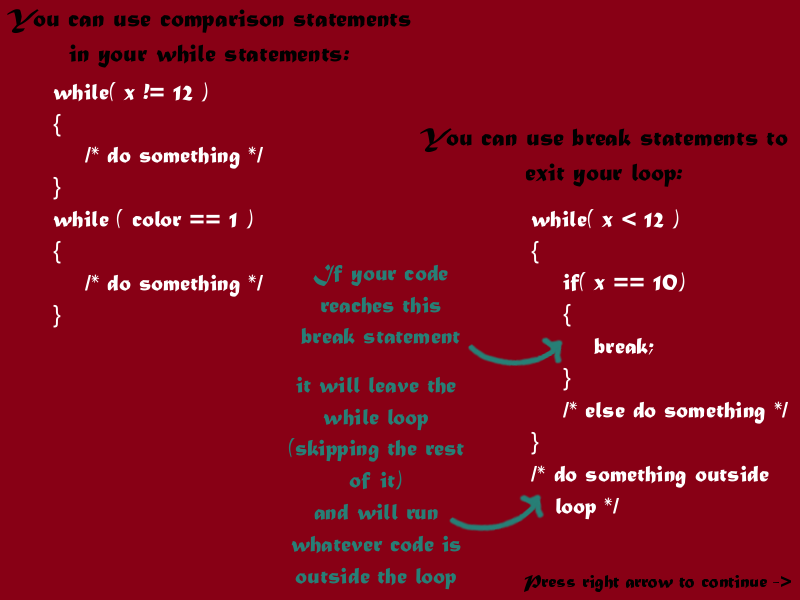 You can use comparison statements
in your while statements:
while( x != 12 )
{
/* do something */
}
while ( color == 1 )
{
/* do something */
}
You can use break statements to
exit your loop:
while( x < 12 )
{
if( x == 10)
{
break;
}
/* else do something */
}
/* do something outside
loop */
If your code
reaches this
break statement
it will leave the
while loop
(skipping the rest
of it)
and will run
whatever code is
outside the loop
Press right arrow to continue ->